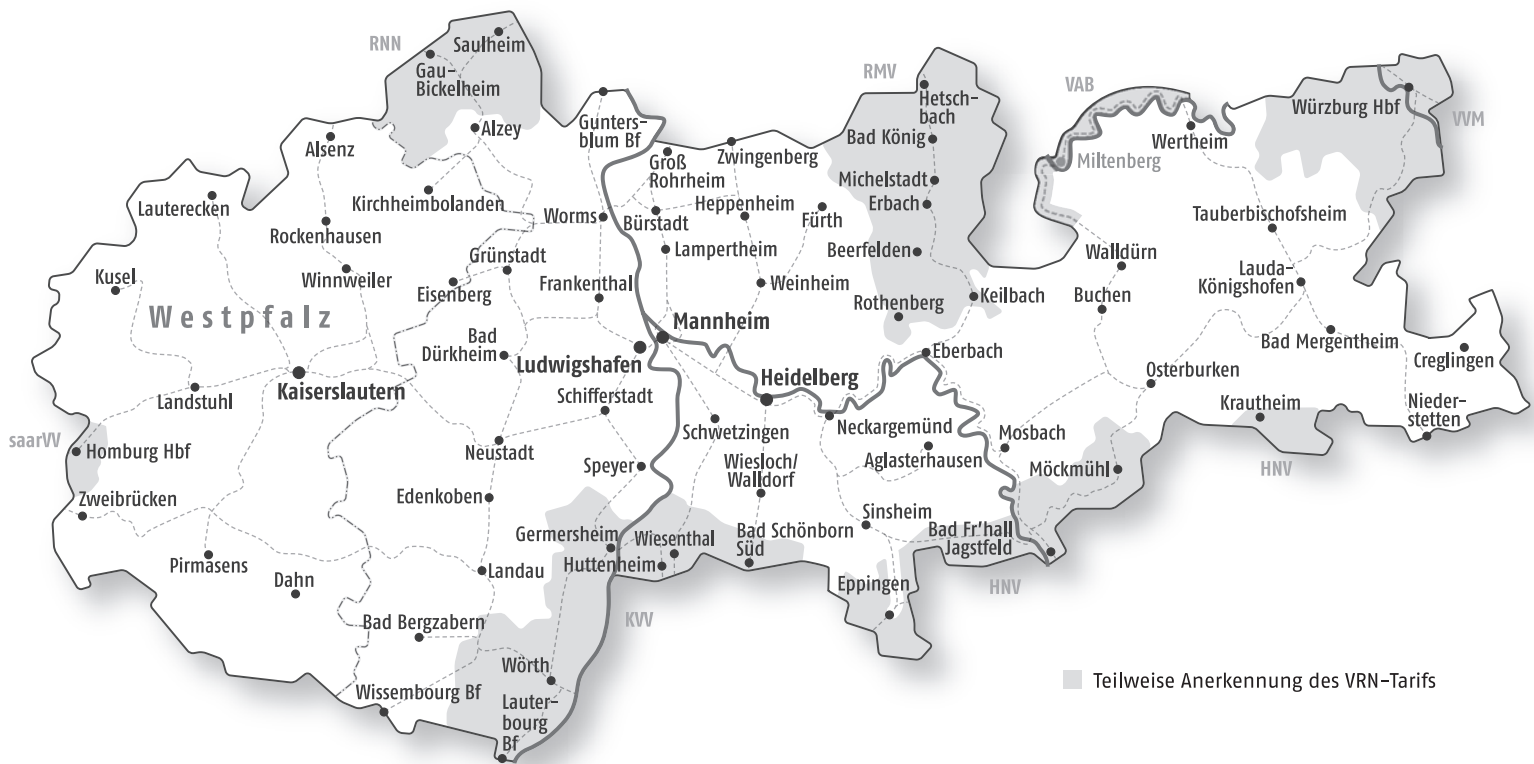 RNN
Saulheim
Gau-
Bickelheim
Alzey
Alsenz
Lauterecken
Kirchheimbolanden
Rockenhausen
Kusel
Winnweiler
Grünstadt
Eisenberg
Westpfalz
Bad
Dürkheim
Kaiserslautern
Landstuhl
saarVV
Homburg Hbf
Zweibrücken
Pirmasens
Dahn
Neustadt
Edenkoben
Landau
Bad Bergzabern
Wissembourg Bf
Wörth
Lauter-
bourg
Bf
Gunters-
blum Bf
Worms
Frankenthal
Ludwigshafen
Schifferstadt
Speyer
Germersheim
Huttenheim
Wiesenthal
KVV
Groß
Rohrheim
Zwingenberg
Bürstadt
Heppenheim
Fürth
Lampertheim
Weinheim
Mannheim
Heidelberg
Schwetzingen
Wiesloch/
Walldorf
Bad Schönborn
Süd
RMV
Hetsch-
bach
Bad König
Michelstadt
Erbach
Beerfelden
Rothenberg
Keilbach
Eberbach
Neckargemünd
Aglasterhausen
Sinsheim
Eppingen
Bad Fr'hall
Jagstfeld
HNV
VAB
Miltenberg
Wertheim
Würzburg Hbf
VVM
Tauberbischofsheim
Walldürn
Buchen
Lauda-
Königshofen
Bad Mergentheim
Creglingen
Osterburken
Krautheim
Nieder-
stetten
Mosbach
Möckmühl
HNV
Teilweise Anerkennung des VRN-Tarifs